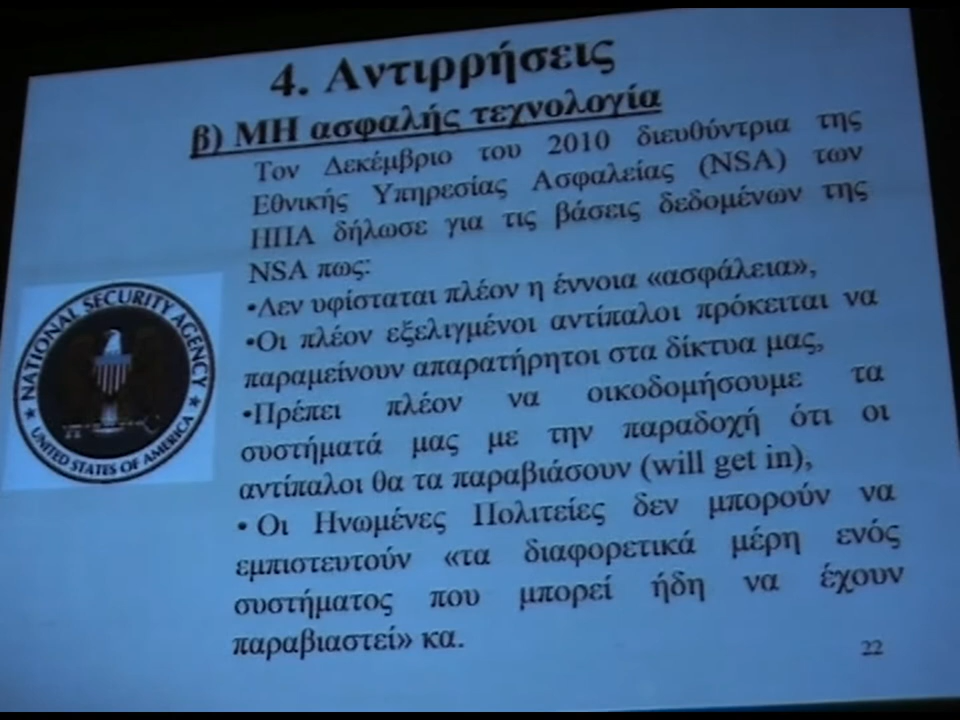 4. Αντιρρήσεις
β) ΜΗ ασφαλής τεχνολογία
Τον Δεκέμβριο του 2010 διευθύντρια της
Εθνικής Υπηρεσίας Ασφαλείας (NSA) των
ΗΠΑ δήλωσε για τις βάσεις δεδομένων της
NSA πως:
•Δεν υφίσταται πλέον η έννοια «ασφάλεια»,
•Οι πλέον εξελιγμένοι αντίπαλοι πρόκειται να
παραμείνουν απαρατήρητοι στα δίκτυα μας,
•Πρέπει πλέον να οικοδομήσουμε τα
συστήματά μας με την παραδοχή ότι οι
αντίπαλοι θα τα παραβιάσουν (will get in),
• Οι Ηνωμένες Πολιτείες δεν μπορούν να
εμπιστευτούν «τα διαφορετικά μέρη ενός
συστήματος που μπορεί ήδη να έχουν
παραβιαστεί» κα.
NATIONAL SECURITY AGENCY
UNITED STATES OF AMERICA
22